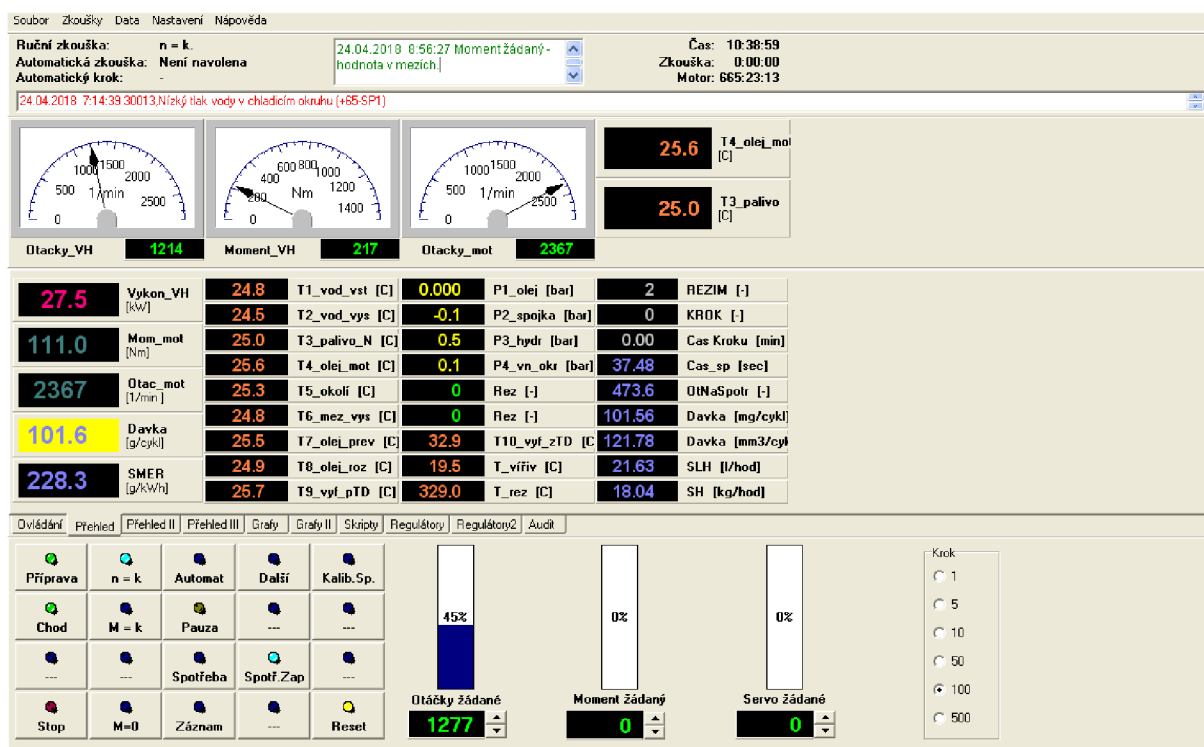 Soubor Zkoušky Data Nastavení Nápověda
Ruční zkouška: n = k.
Automatická zkouška: Není navolena
Automatický krok: -
24.04.2018 8:56:27 Moment žádaný -
hodnota v mezích.
Čas: 10:38:59
Zkouška: 0:00:00
Motor: 665:23:13
24.04.2018 7:14:39 30013,Nízký tlak vody v chladicím okruhu (+65-SP1)
0 500 1000 1500 2000 2500 1/min
Otacky_VH 1214
0 200 400 600 800 1000 1200 1400 Nm
Moment_VH 217
0 500 1000 1500 2000 2500 1/min
Otacky_mot 2367
25.6 T4_olej_mot
[C]
25.0 T3_palivo
[C]
27.5 Vykon_VH
[kW]
111.0 Mom_mot
[Nm]
2367 Otac_mot
[1/min ]
101.6 Davka
[g/cykl]
228.3 SMER
[g/kWh]
24.8 T1_vod_vst [C]
24.5 T2_vod_vys [C]
25.0 T3_palivo_N [C]
25.6 T4_olej_mot [C]
25.3 T5_okolí [C]
24.8 T6_mez_vys [C]
25.5 T7_olej_prev [C]
24.9 T8_olej_roz [C]
25.7 T9_vyf_pTD [C]
0.000 P1_olej [bar]
-0.1 P2_spojka [bar]
0.5 P3_hydr [bar]
0.1 P4_vn_okr [bar]
0 Rez [-]
0 Rez [-]
32.9 T10_vyf_zTD [C
19.5 T_vířiv [C]
329.0 T_rez [C]
2 REZIM [-]
0 KROK [-]
0.00 Cas Kroku [min]
37.48 Cas_sp [sec]
473.6 OtNaSpotr [-]
101.56 Davka [mg/cykl]
121.78 Davka [mm3/cykl
21.63 SLH [l/hod]
18.04 SH [kg/hod]
Ovládání Přehled Přehled II Přehled III Grafy Grafy II Skripty Regulátory Regulátory2 Audit
Příprava n = k Automat Další Kalib.Sp.
Chod M = k Pauza --- ---
--- --- Spotřeba Spotř.Zap ---
Stop M=0 Záznam --- Reset
45%
Otáčky žádané
1277
0%
Moment žádaný
0
0%
Servo žádané
0
Krok
1
5
10
50
100
500